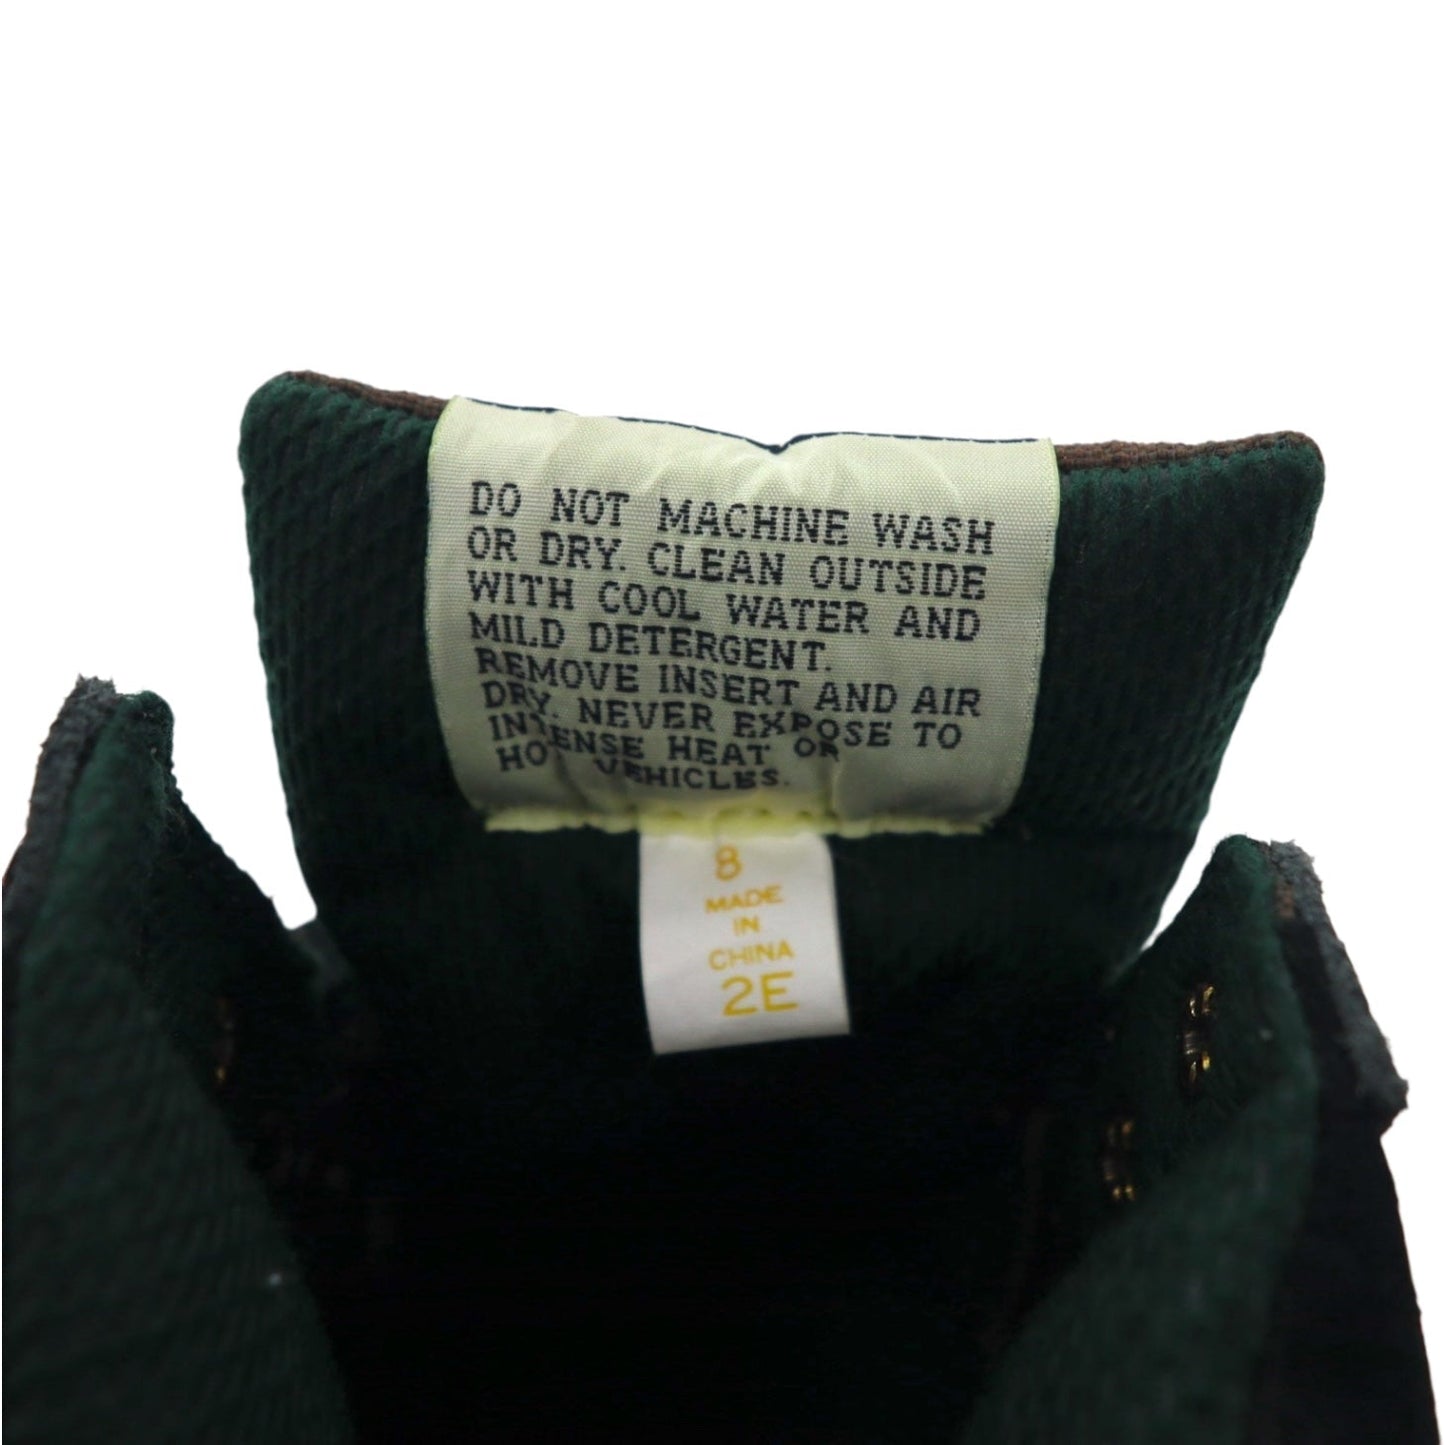 DO NOT MACHINE WASH
OR DRY. CLEAN OUTSIDE
WITH COOL WATER AND
MILD DETERGENT.
REMOVE INSERT AND AIR
DRY. NEVER EXPOSE TO
INTENSE HEAT OR
HOT VEHICLES.
8
MADE
IN
CHINA
2E